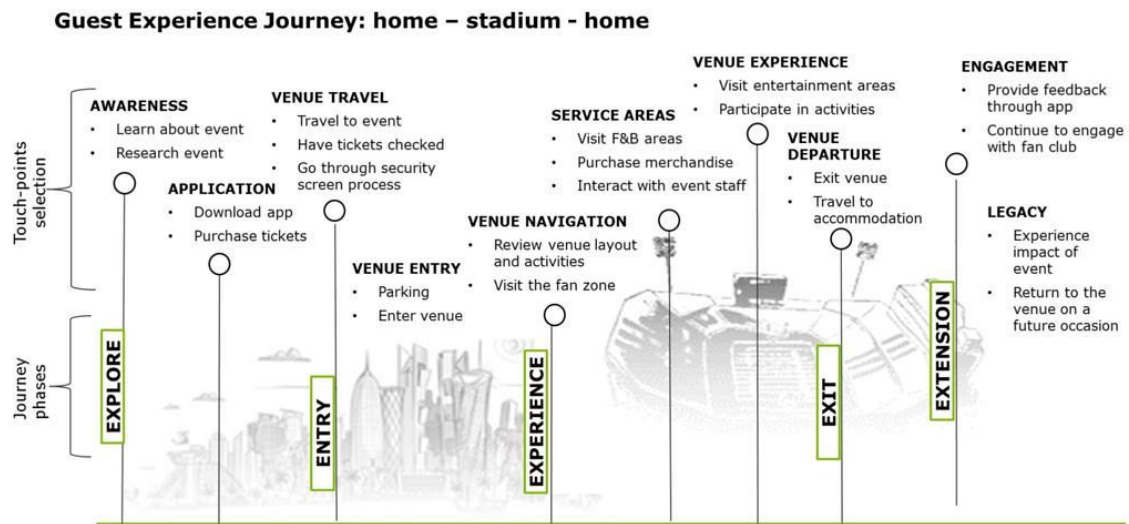 Guest Experience Journey: home – stadium - home
Touch-points
selection
Journey
phases
AWARENESS
• Learn about event
• Research event
APPLICATION
• Download app
• Purchase tickets
VENUE TRAVEL
• Travel to event
• Have tickets checked
• Go through security
screen process
VENUE ENTRY
• Parking
• Enter venue
VENUE NAVIGATION
• Review venue layout
and activities
• Visit the fan zone
SERVICE AREAS
• Visit F&B areas
• Purchase merchandise
• Interact with event staff
VENUE EXPERIENCE
• Visit entertainment areas
• Participate in activities
VENUE
DEPARTURE
• Exit venue
• Travel to
accommodation
ENGAGEMENT
• Provide feedback
through app
• Continue to engage
with fan club
LEGACY
• Experience
impact of
event
• Return to the
venue on a
future occasion
EXPLORE
ENTRY
EXPERIENCE
EXIT
EXTENSION